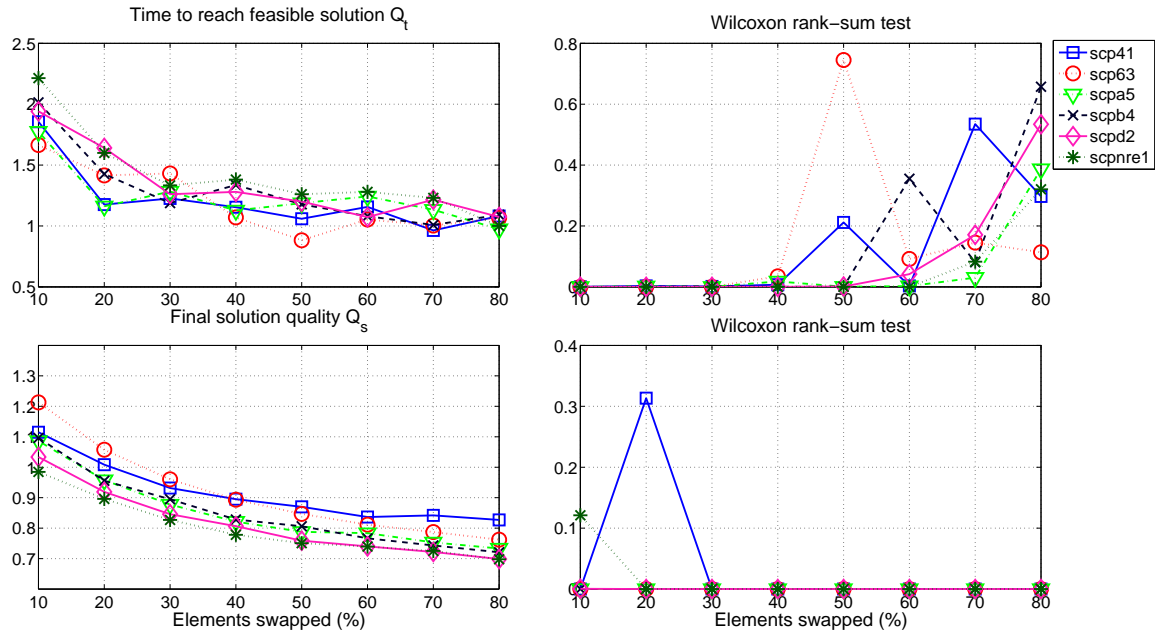 Time to reach feasible solution Q_t
2.5
2
1.5
1
0.5
10 20 30 40 50 60 70 80
Wilcoxon rank−sum test
0.8
0.6
0.4
0.2
0
10 20 30 40 50 60 70 80
scp41
scp63
scpa5
scpb4
scpd2
scpnre1
Final solution quality Q_s
1.3
1.2
1.1
1
0.9
0.8
0.7
10 20 30 40 50 60 70 80
Elements swapped (%)
Wilcoxon rank−sum test
0.4
0.3
0.2
0.1
0
10 20 30 40 50 60 70 80
Elements swapped (%)